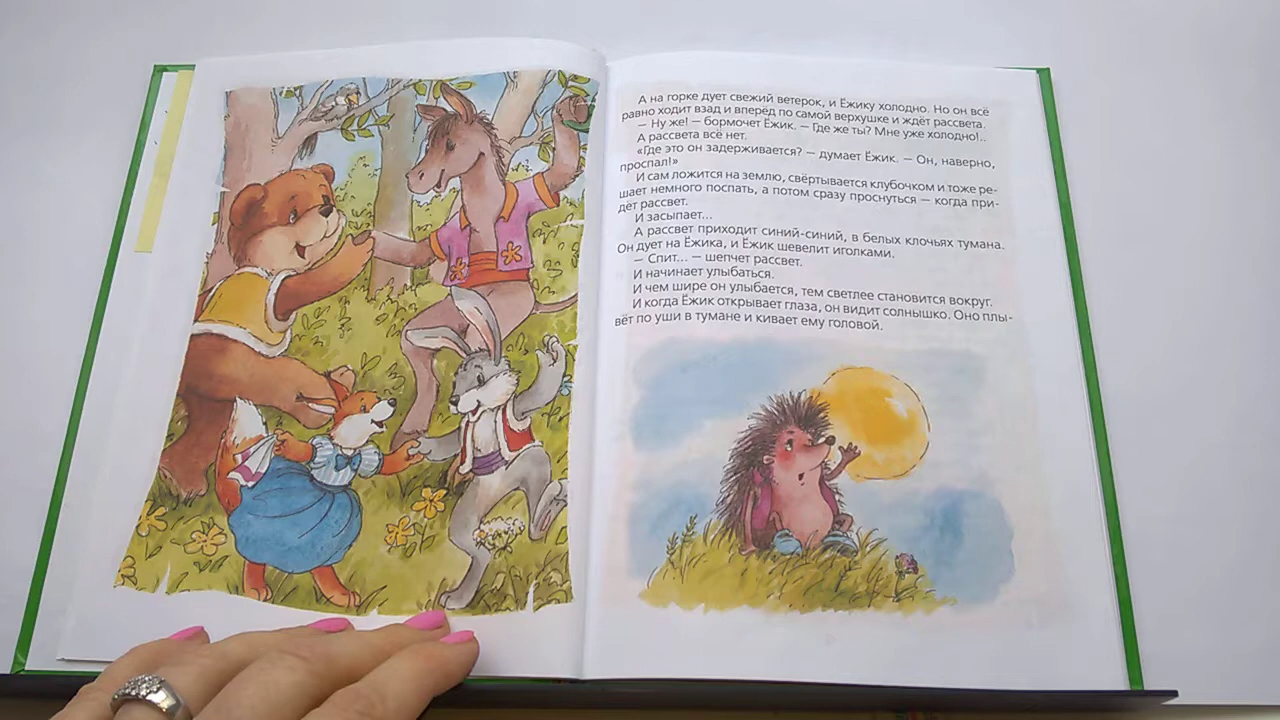 А на горке дует свежий ветерок, и Ёжику холодно. Но он всё
равно ходит взад и вперёд по самой верхушке и ждёт рассвета.
— Ну же! — бормочет Ёжик. — Где же ты? Мне уже холодно!..
А рассвета всё нет.
«Где это он задерживается? — думает Ёжик. — Он, наверно,
проспал!»
И сам ложится на землю, свёртывается клубочком и тоже ре-
шает немного поспать, а потом сразу проснуться — когда при-
дёт рассвет.
И засыпает...
А рассвет приходит синий-синий, в белых клочьях тумана.
Он дует на Ёжика, и Ёжик шевелит иголками.
— Спит... — шепчет рассвет.
И начинает улыбаться.
И чем шире он улыбается, тем светлее становится вокруг.
И когда Ёжик открывает глаза, он видит солнышко. Оно плы-
вёт по уши в тумане и кивает ему головой.